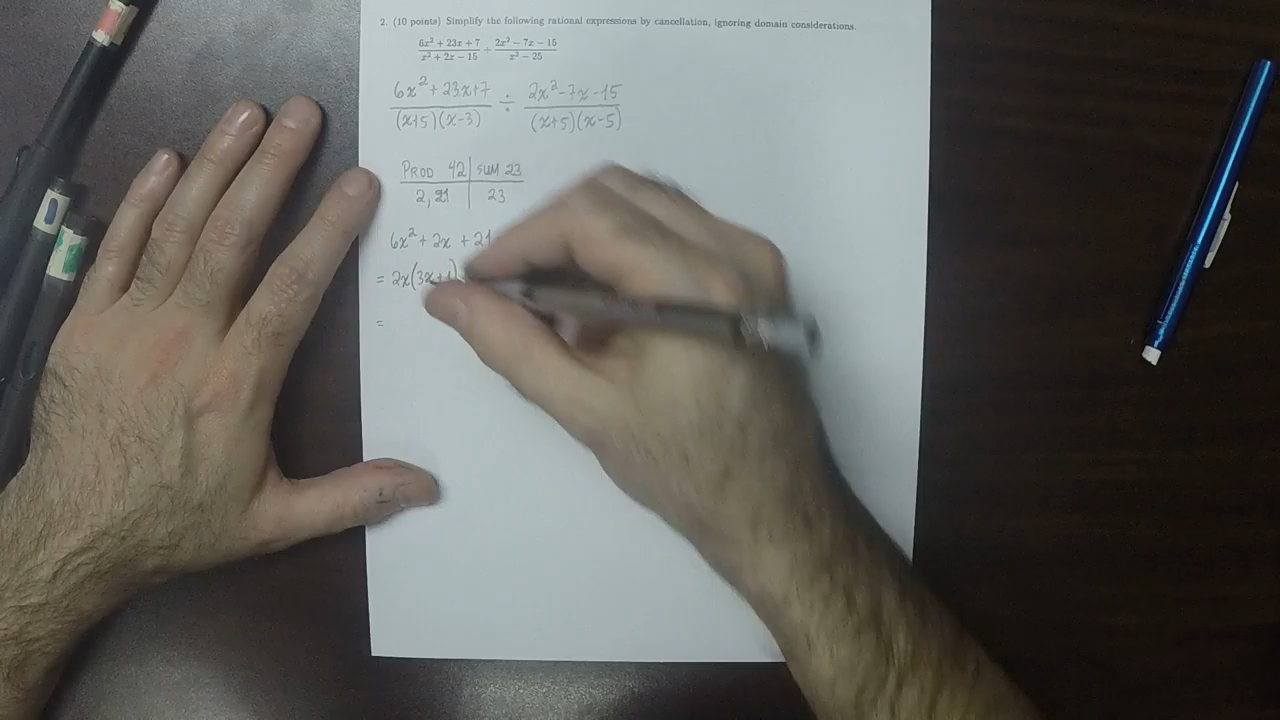 2. (10 points) Simplify the following rational expressions by cancellation, ignoring domain considerations.
6x² + 23x + 7 / x² + 2x − 15 ÷ 2x² − 7x − 15 / x² − 25
6x² + 23x + 7 / (x+5)(x-3) ÷ 2x² - 7x - 15 / (x+5)(x-5)
PROD 42 | SUM 23
2, 21 | 23
6x² + 2x + 21
= 2x(3x+1)
=